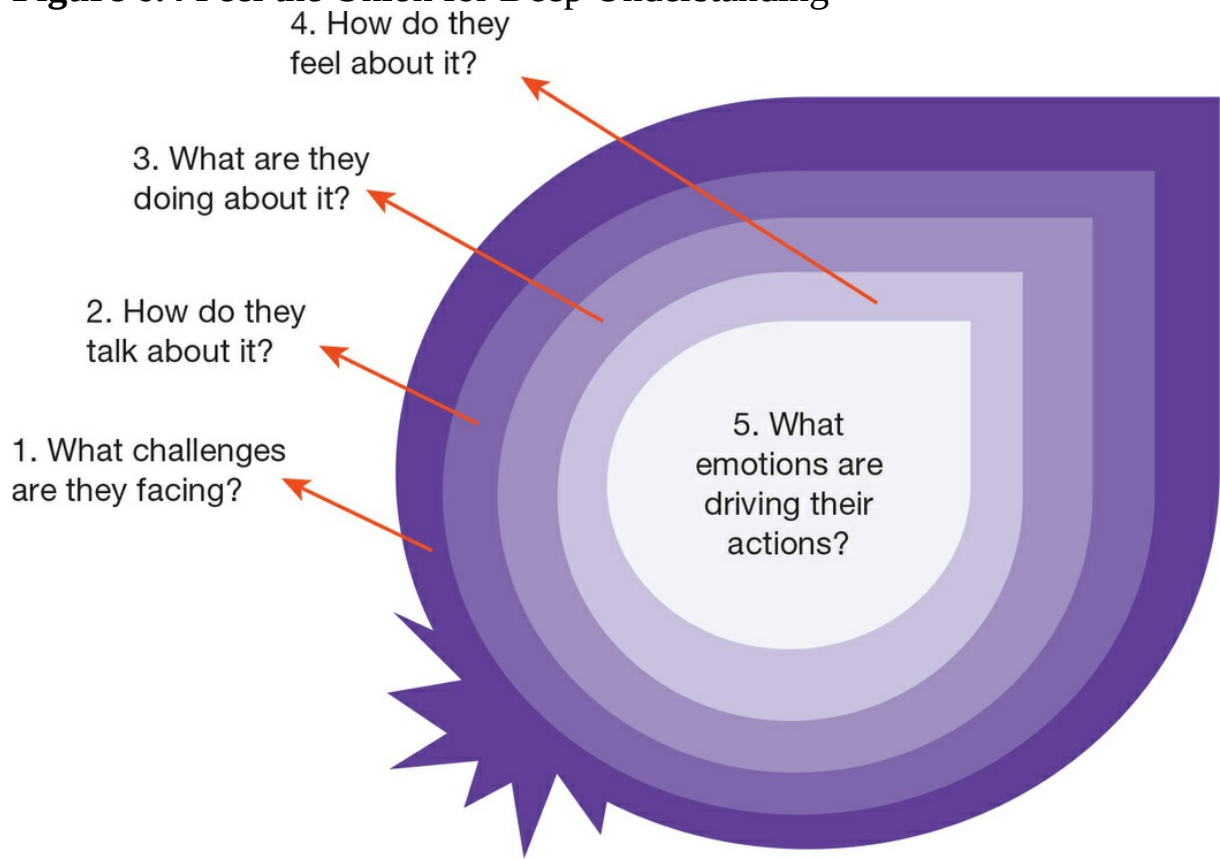 4. How do they
feel about it?
3. What are they
doing about it?
2. How do they
talk about it?
1. What challenges
are they facing?
5. What
emotions are
driving their
actions?